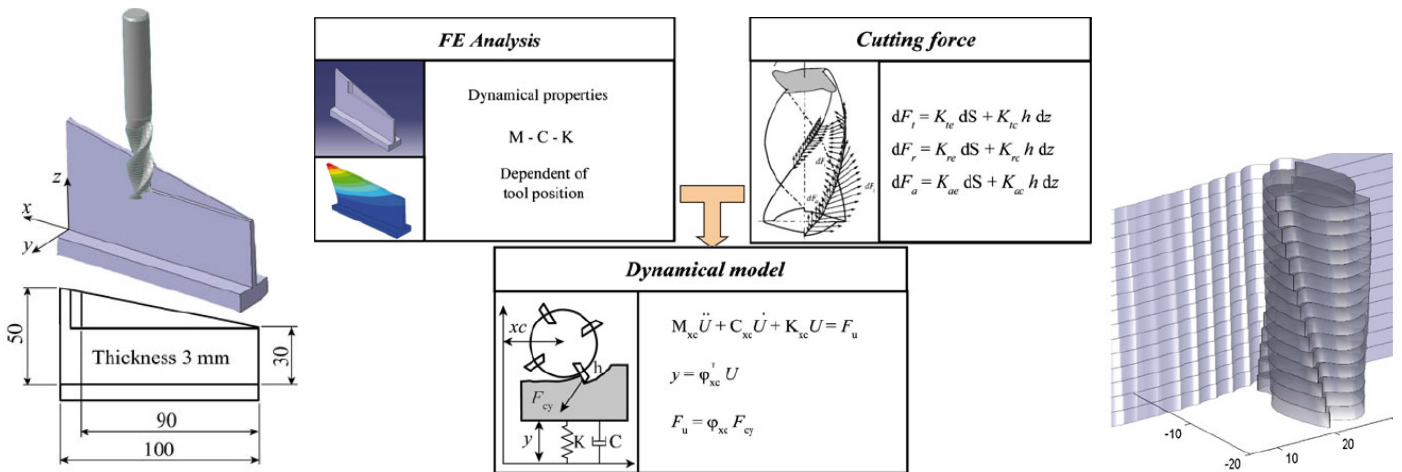 z
x
y
50
30
Thickness 3 mm
90
100
FE Analysis
Dynamical properties
M - C - K
Dependent of
tool position
Cutting force
dF_t = K_te dS + K_tc h dz
dF_r = K_re dS + K_rc h dz
dF_a = K_ae dS + K_ac h dz
Dynamical model
xc
h
F_cy
y
K
C
M_xc Ü + C_xc U̇ + K_xc U = F_u
y = φ_xc^T U
F_u = φ_xc F_cy
-10
-20
10
20